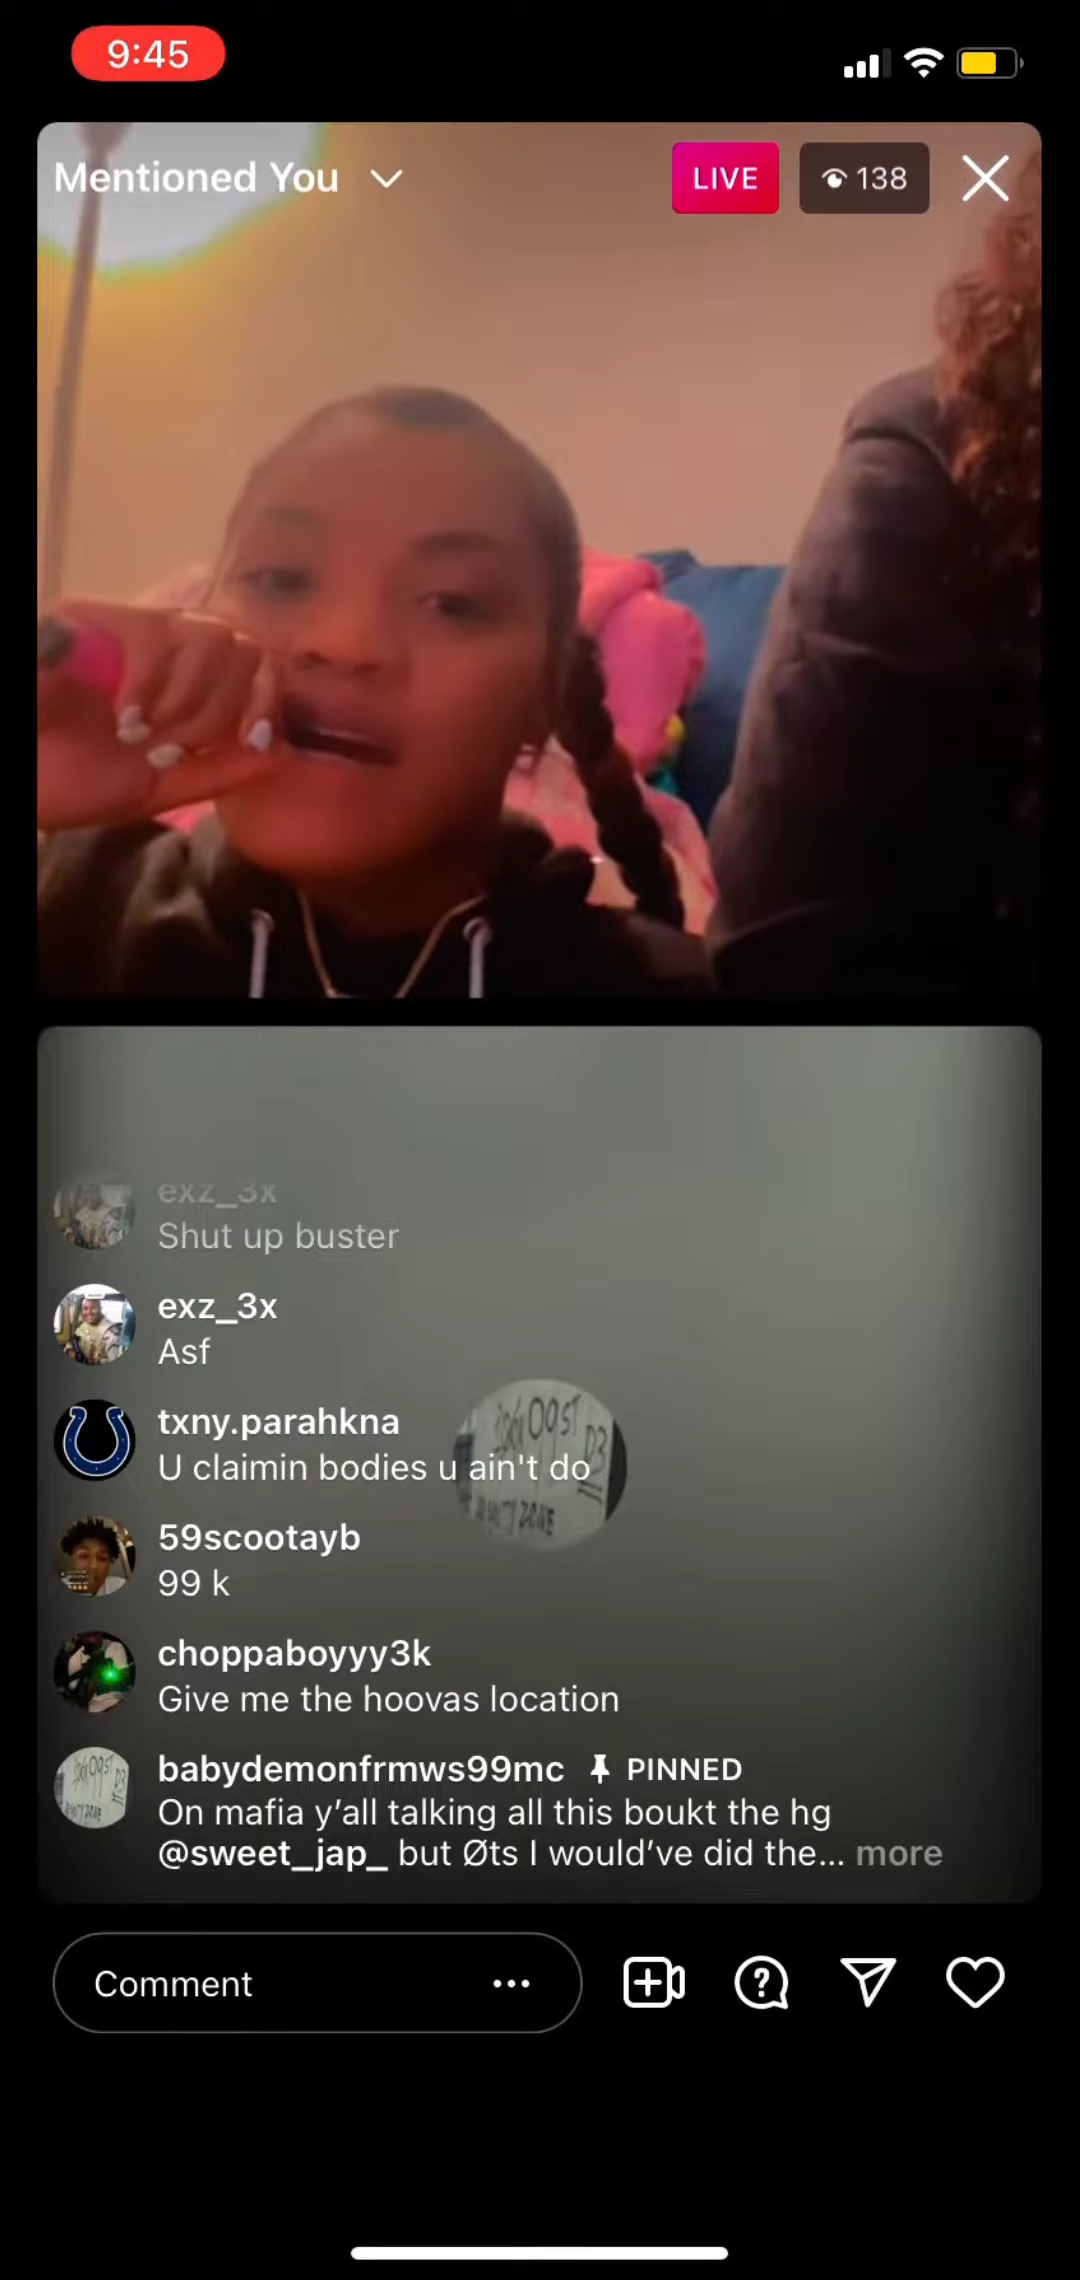 9:45
Mentioned You
LIVE
138
exz_3x
Shut up buster
exz_3x
Asf
txny.parahkna
U claimin bodies u ain't do
59scootayb
99 k
choppaboyyy3k
Give me the hoovas location
babydemonfrmws99mc PINNED
On mafia y’all talking all this boukt the hg
@sweet_jap_ but Øts I would’ve did the... more
Comment